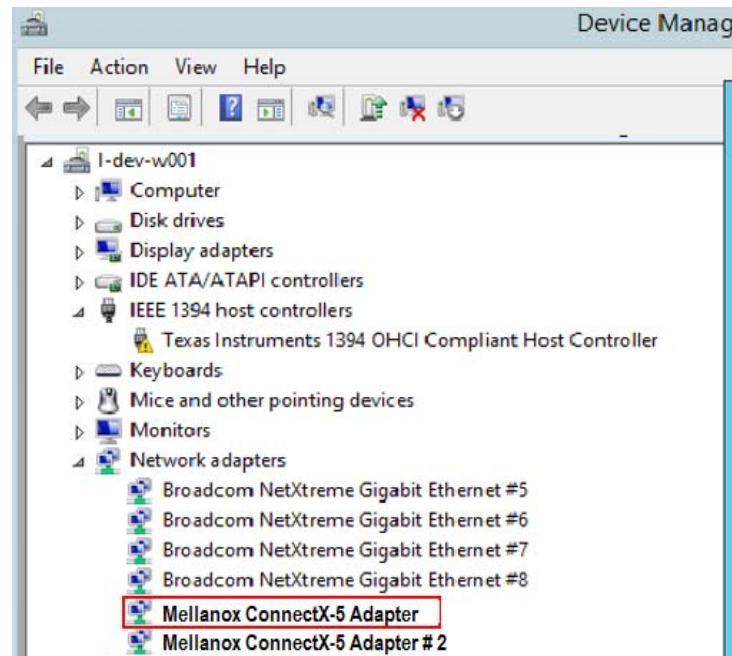 Device Manag
File Action View Help
l-dev-w001
Computer
Disk drives
Display adapters
IDE ATA/ATAPI controllers
IEEE 1394 host controllers
Texas Instruments 1394 OHCI Compliant Host Controller
Keyboards
Mice and other pointing devices
Monitors
Network adapters
Broadcom NetXtreme Gigabit Ethernet #5
Broadcom NetXtreme Gigabit Ethernet #6
Broadcom NetXtreme Gigabit Ethernet #7
Broadcom NetXtreme Gigabit Ethernet #8
Mellanox ConnectX-5 Adapter
Mellanox ConnectX-5 Adapter # 2